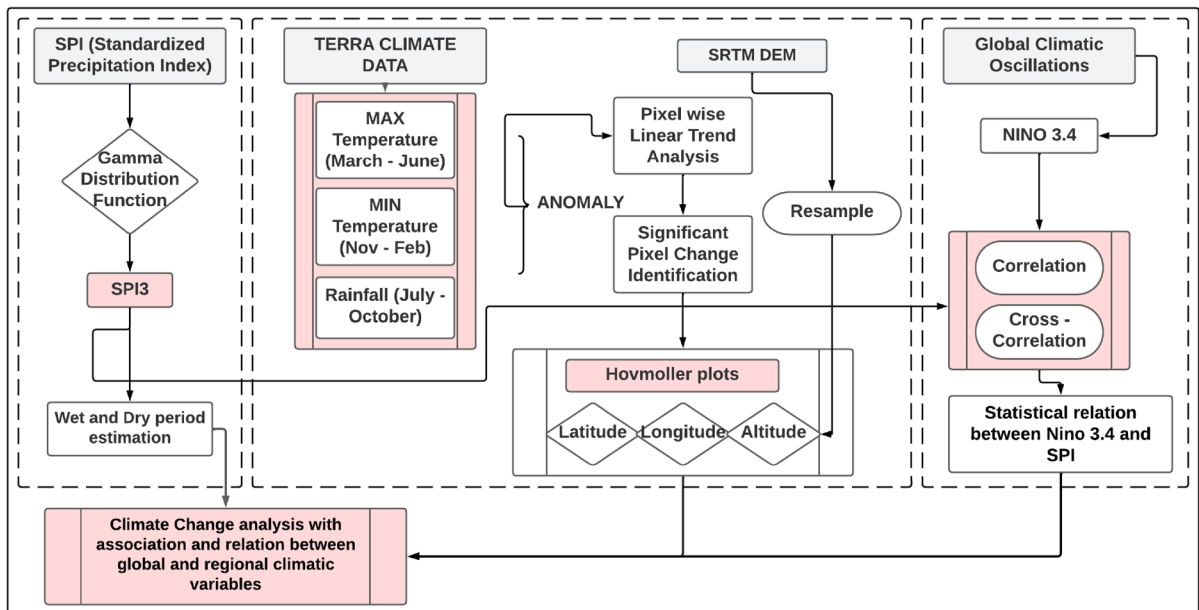 SPI (Standardized
Precipitation Index)
Gamma
Distribution
Function
SPI3
Wet and Dry period
estimation
TERRA CLIMATE
DATA
MAX
Temperature
(March - June)
MIN
Temperature
(Nov - Feb)
Rainfall (July -
October)
ANOMALY
SRTM DEM
Pixel wise
Linear Trend
Analysis
Significant
Pixel Change
Identification
Resample
Hovmoller plots
Latitude
Longitude
Altitude
Global Climatic
Oscillations
NINO 3.4
Correlation
Cross -
Correlation
Statistical relation
between Nino 3.4 and
SPI
Climate Change analysis with
association and relation between
global and regional climatic
variables